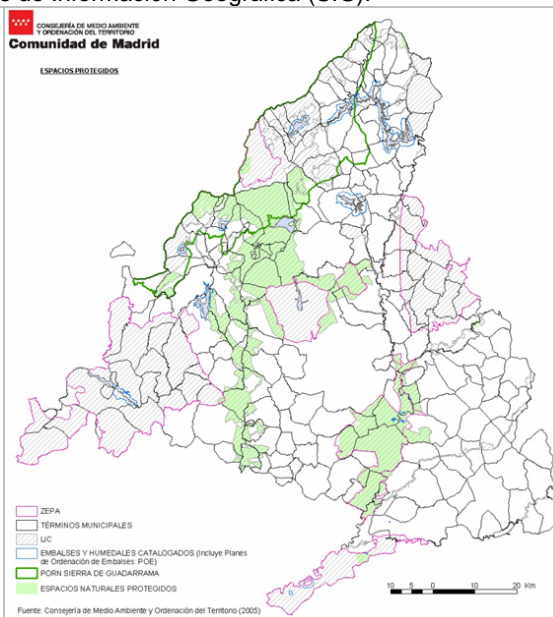 de Información Geográfica (SIG).
CONSEJERÍA DE MEDIO AMBIENTE
Y ORDENACIÓN DEL TERRITORIO
Comunidad de Madrid
ESPACIOS PROTEGIDOS
ZEPA
TÉRMINOS MUNICIPALES
LIC
EMBALSES Y HUMEDALES CATALOGADOS (Incluye Planes
de Ordenación de Embalses: POE)
PORN SIERRA DE GUADARRAMA
ESPACIOS NATURALES PROTEGIDOS
10 5 0 10 20 Km
Fuente: Consejería de Medio Ambiente y Ordenación del Territorio (2005)